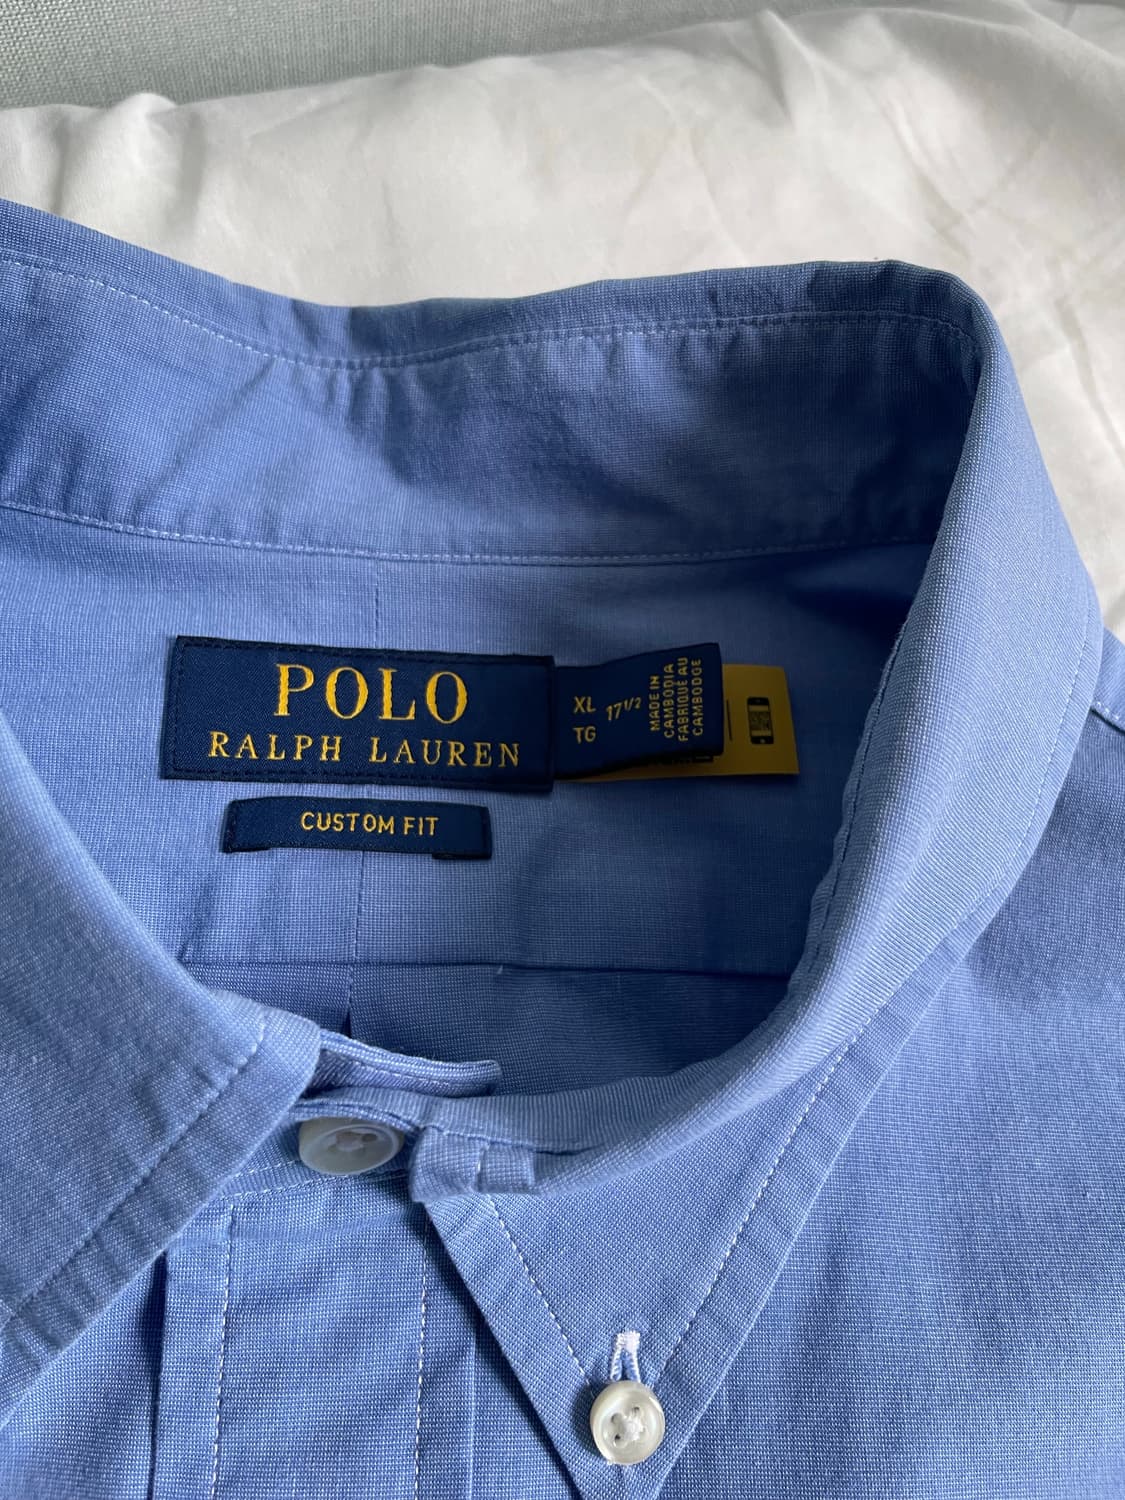 POLO
RALPH LAUREN
CUSTOM FIT
XL
TG
17 1/2
MADE IN
CAMBODIA
FABRIQUÉ AU
CAMBODGE